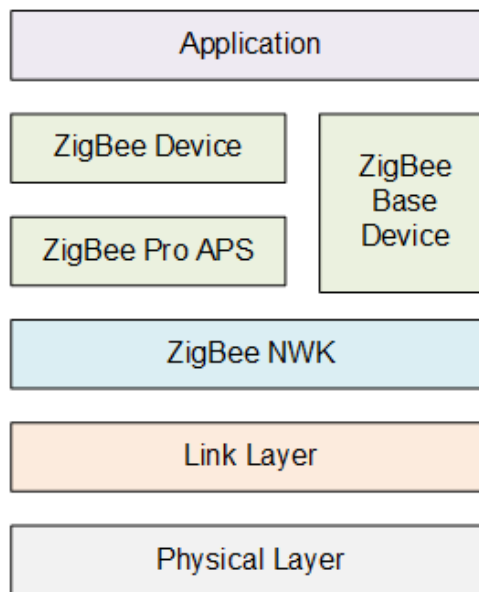 Application
ZigBee Device
ZigBee Pro APS
ZigBee
Base
Device
ZigBee NWK
Link Layer
Physical Layer